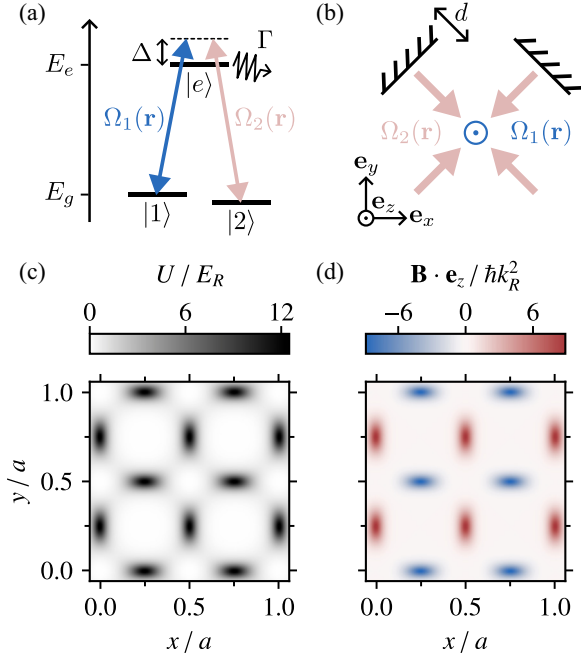 (a)
Δ
Γ
E_e
|e⟩
Ω_1(r)
Ω_2(r)
E_g
|1⟩
|2⟩
(b)
d
Ω_2(r)
Ω_1(r)
e_y
e_z
e_x
(c)
U / E_R
0 6 12
1.0
0.5
0.0
y / a
0.0 0.5 1.0
x / a
(d)
B · e_z / ℏk_R^2
−6 0 6
0.0 0.5 1.0
x / a